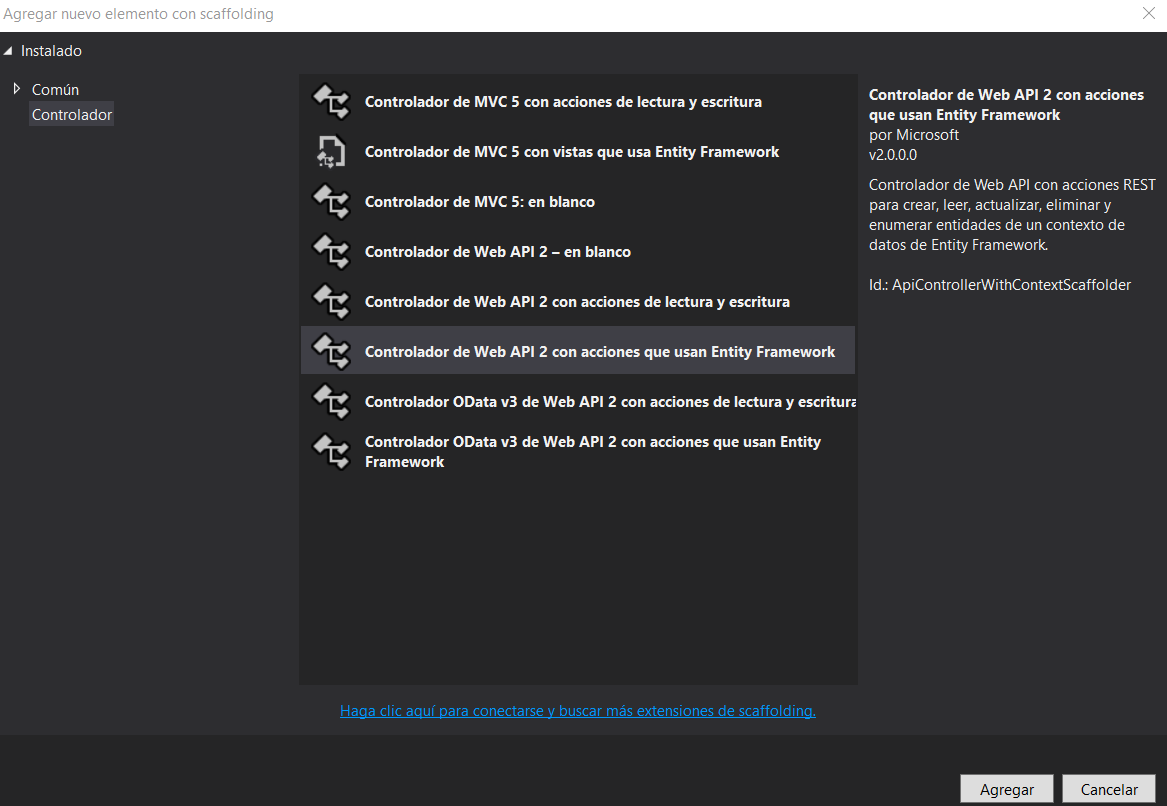 Agregar nuevo elemento con scaffolding
Instalado
Común
Controlador
Controlador de MVC 5 con acciones de lectura y escritura
Controlador de MVC 5 con vistas que usa Entity Framework
Controlador de MVC 5: en blanco
Controlador de Web API 2 – en blanco
Controlador de Web API 2 con acciones de lectura y escritura
Controlador de Web API 2 con acciones que usan Entity Framework
Controlador OData v3 de Web API 2 con acciones de lectura y escritura
Controlador OData v3 de Web API 2 con acciones que usan Entity
Framework
Haga clic aquí para conectarse y buscar más extensiones de scaffolding.
Controlador de Web API 2 con acciones
que usan Entity Framework
por Microsoft
v2.0.0.0
Controlador de Web API con acciones REST
para crear, leer, actualizar, eliminar y
enumerar entidades de un contexto de
datos de Entity Framework.
Id.: ApiControllerWithContextScaffolder
Agregar
Cancelar